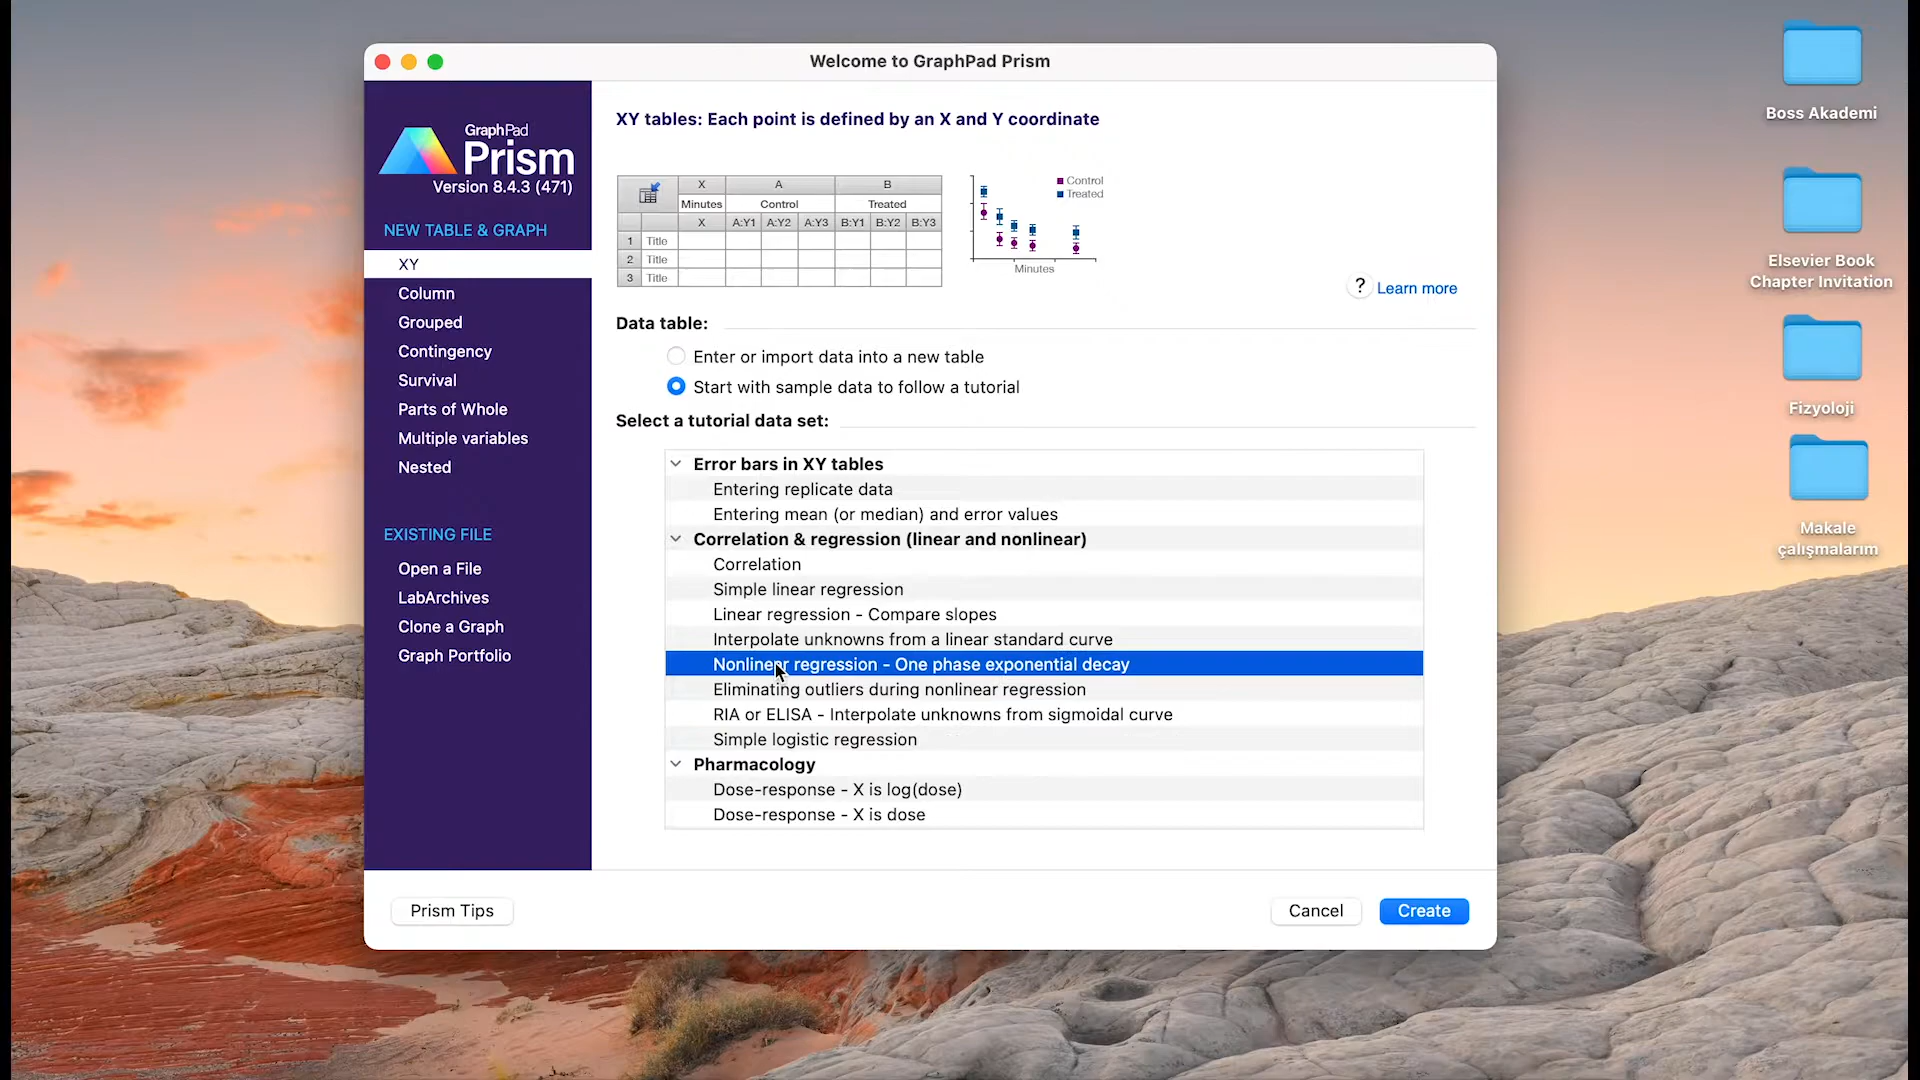 Welcome to GraphPad Prism
GraphPad
Prism
Version 8.4.3 (471)
NEW TABLE & GRAPH
XY
Column
Grouped
Contingency
Survival
Parts of Whole
Multiple variables
Nested
EXISTING FILE
Open a File
LabArchives
Clone a Graph
Graph Portfolio
XY tables: Each point is defined by an X and Y coordinate
X A B
Minutes Control Treated
X A:Y1 A:Y2 A:Y3 B:Y1 B:Y2 B:Y3
1 Title
2 Title
3 Title
Control
Treated
Minutes
? Learn more
Data table:
Enter or import data into a new table
Start with sample data to follow a tutorial
Select a tutorial data set:
Error bars in XY tables
Entering replicate data
Entering mean (or median) and error values
Correlation & regression (linear and nonlinear)
Correlation
Simple linear regression
Linear regression - Compare slopes
Interpolate unknowns from a linear standard curve
Nonlinear regression - One phase exponential decay
Eliminating outliers during nonlinear regression
RIA or ELISA - Interpolate unknowns from sigmoidal curve
Simple logistic regression
Pharmacology
Dose-response - X is log(dose)
Dose-response - X is dose
Prism Tips
Cancel
Create
Boss Akademi
Elsevier Book
Chapter Invitation
Fizyoloji
Makale
çalışmalarım